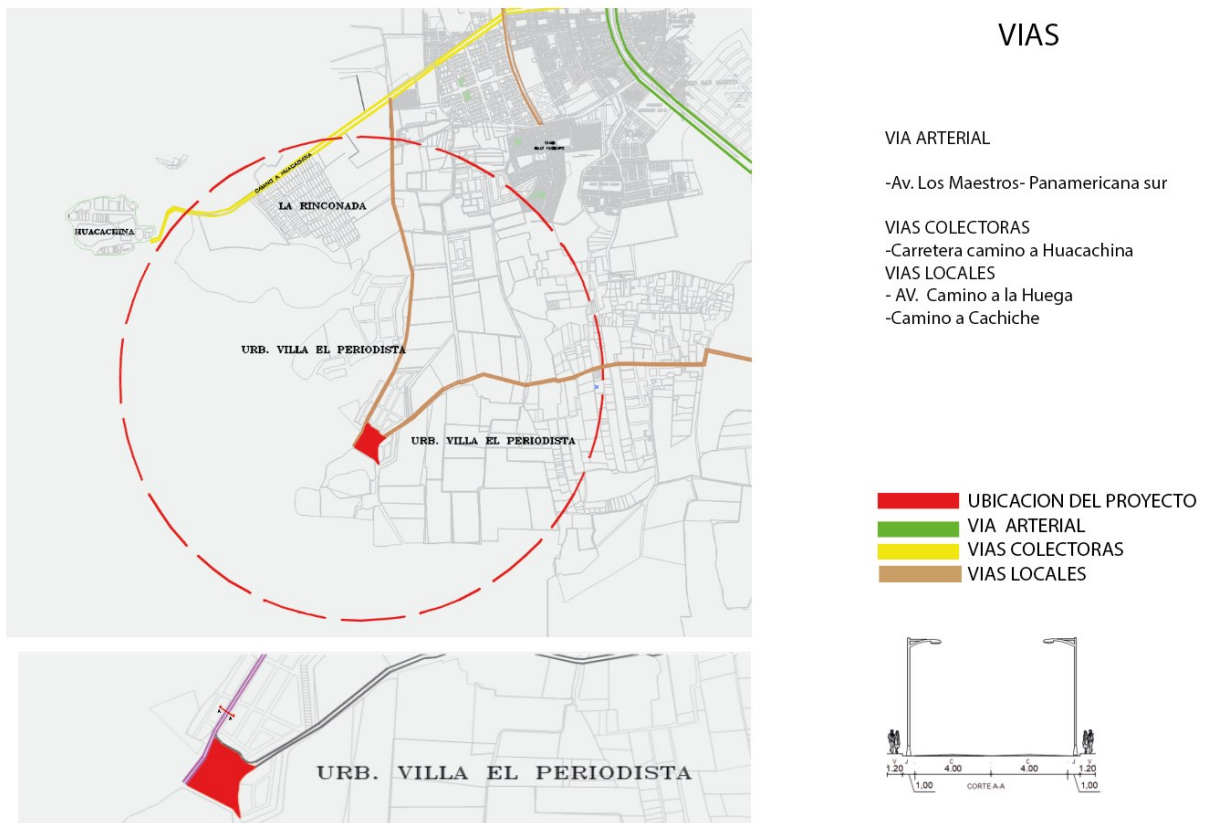 VIAS
VIA ARTERIAL
-Av. Los Maestros- Panamericana sur
VIAS COLECTORAS
-Carretera camino a Huacachina
VIAS LOCALES
- AV. Camino a la Huega
-Camino a Cachiche
CAMINO A HUACACHINA
LA RINCONADA
HUACACHINA
URB. VILLA EL PERIODISTA
URB. VILLA EL PERIODISTA
UBICACION DEL PROYECTO
VIA ARTERIAL
VIAS COLECTORAS
VIAS LOCALES
URB. VILLA EL PERIODISTA
V J C C J V
1.20 4.00 4.00 1.20
1,00 CORTE A-A 1,00